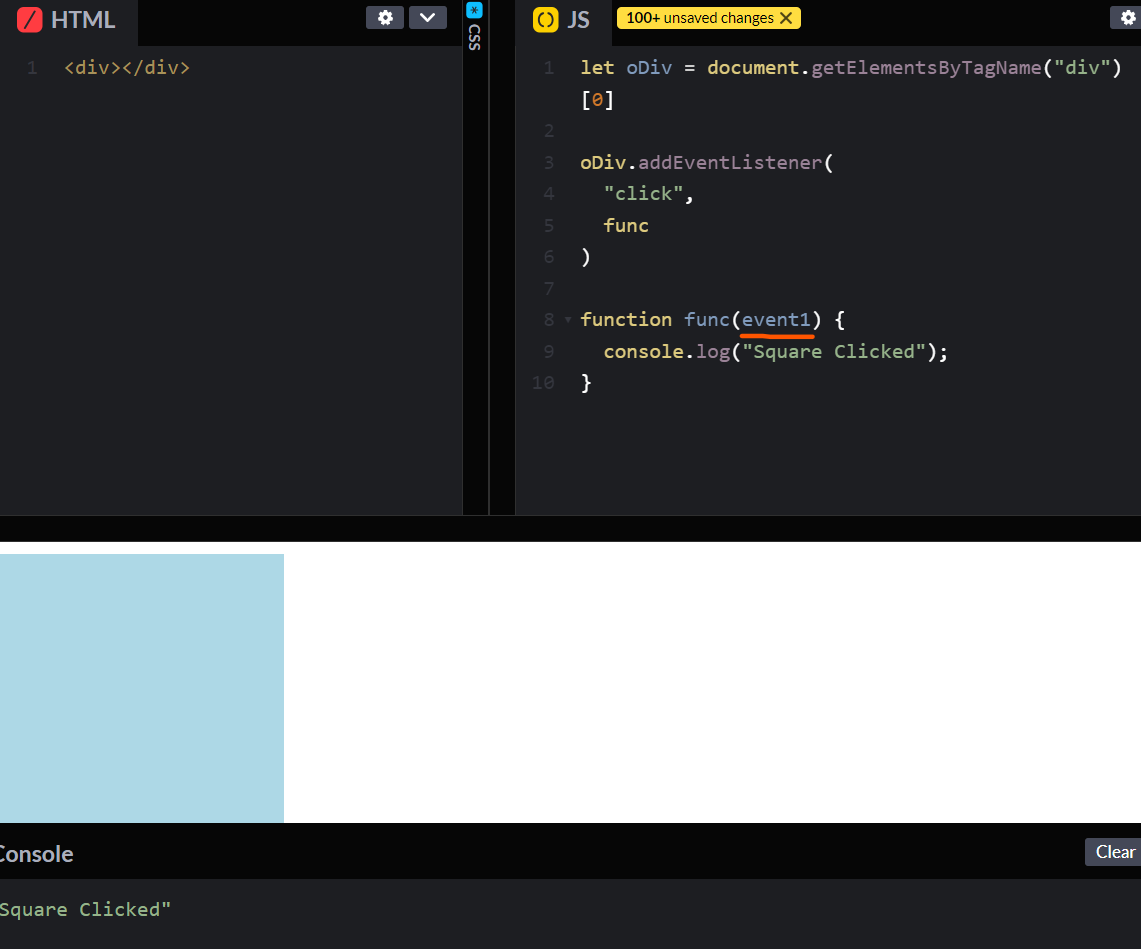 HTML
1 <div></div>
CSS
JS 100+ unsaved changes
1 let oDiv = document.getElementsByTagName("div")
[0]
2
3 oDiv.addEventListener(
4 "click",
5 func
6 )
7
8 function func(event1) {
9 console.log("Square Clicked");
10 }
Console Clear
Square Clicked"